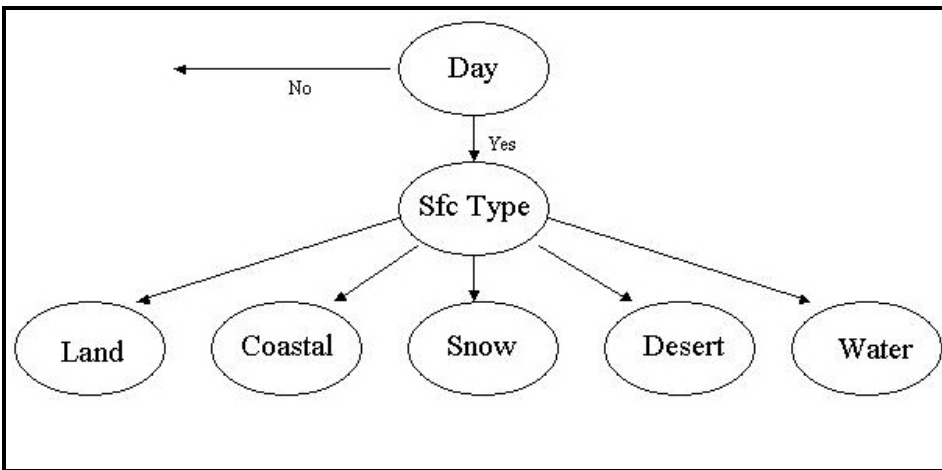 Day
No
Yes
Sfc Type
Land
Coastal
Snow
Desert
Water